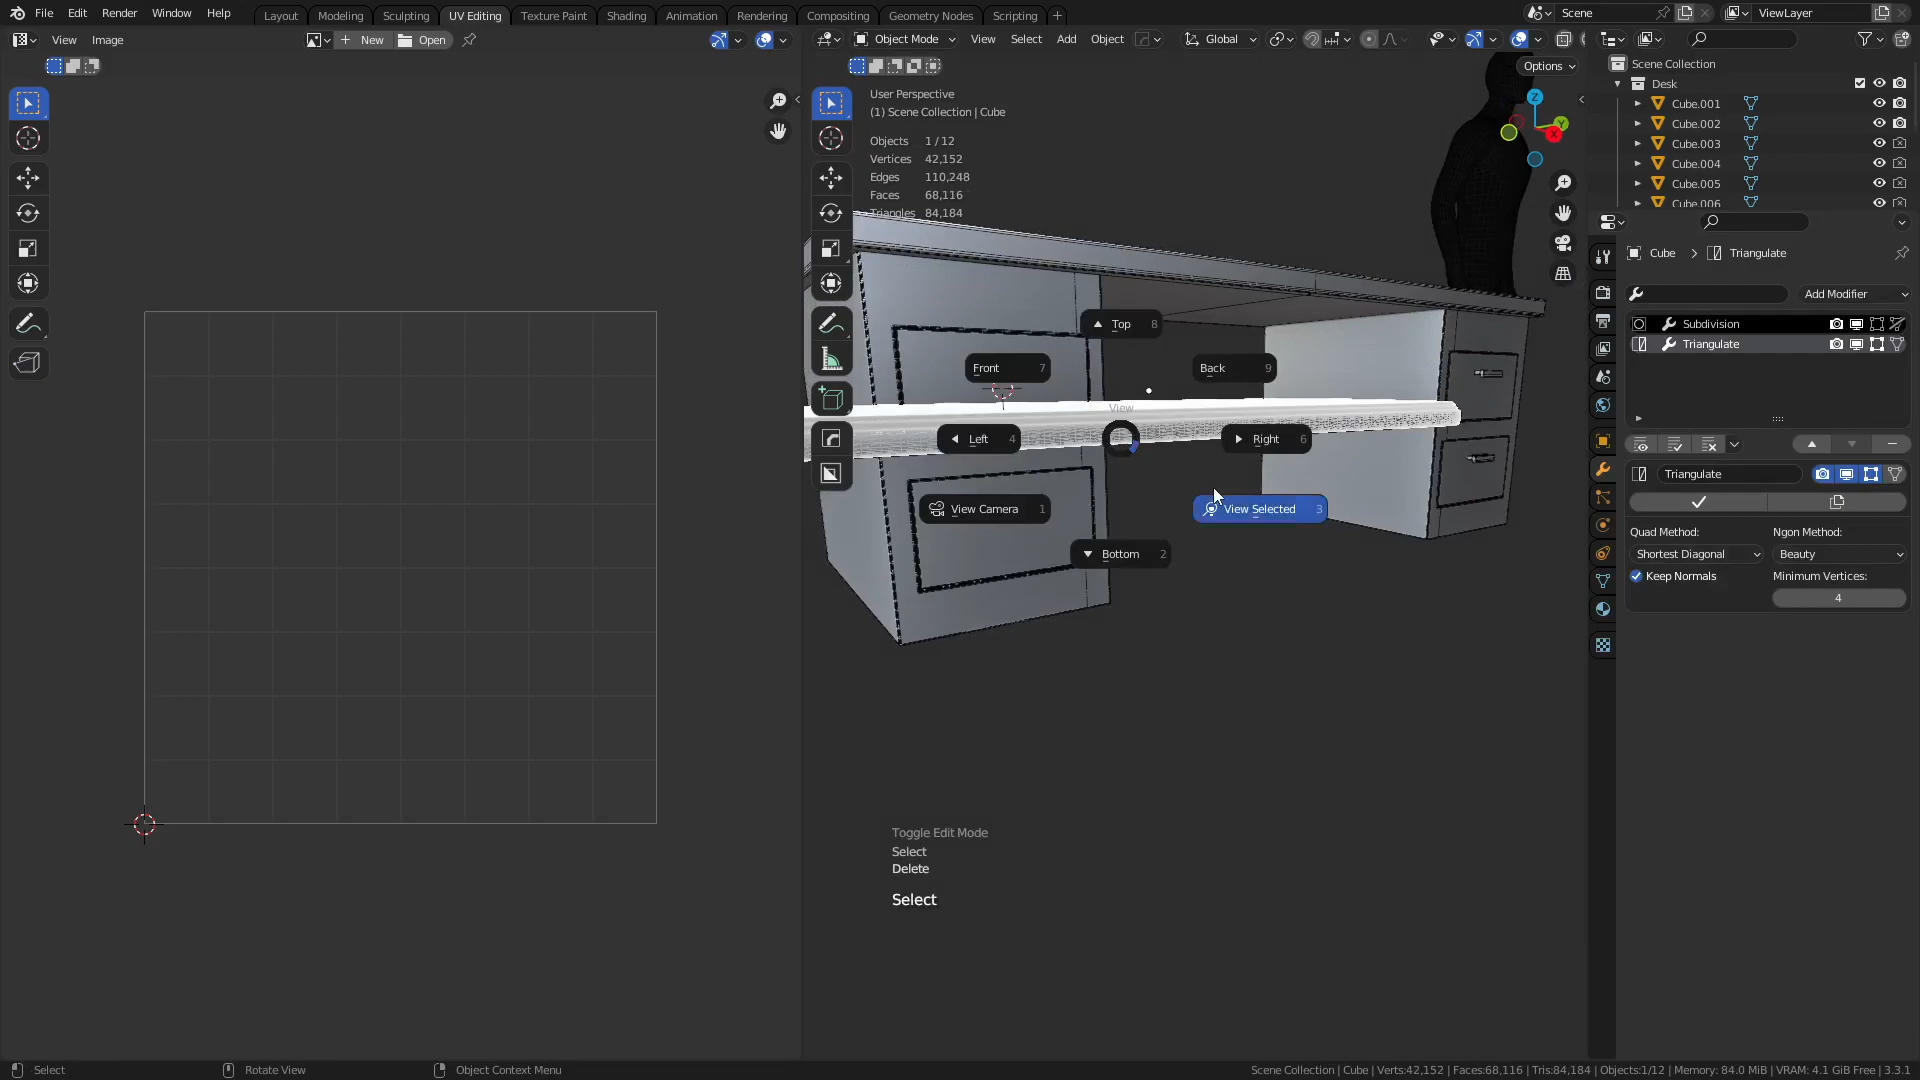 File Edit Render Window Help
Layout Modeling Sculpting UV Editing Texture Paint Shading Animation Rendering Compositing Geometry Nodes Scripting +
Scene
ViewLayer
View Image
New Open
Object Mode View Select Add Object Global
Options
User Perspective
(1) Scene Collection | Cube
Objects 1 / 12
Vertices 42,152
Edges 110,248
Faces 68,116
Triangles 84,184
Z
Y
X
Scene Collection
Desk
Cube.001
Cube.002
Cube.003
Cube.004
Cube.005
Cube.006
Cube > Triangulate
Add Modifier
Subdivision
Triangulate
Triangulate
Quad Method: Ngon Method:
Shortest Diagonal Beauty
Keep Normals Minimum Vertices:
4
Top 8
Front 7
Back 9
View
Left 4
Right 6
View Camera 1
View Selected 3
Bottom 2
Toggle Edit Mode
Select
Delete
Select
Select Rotate View Object Context Menu
Scene Collection | Cube | Verts:42,152 | Faces:68,116 | Tris:84,184 | Objects:1/12 | Memory: 84.0 MiB | VRAM: 4.1 GiB Free | 3.3.1